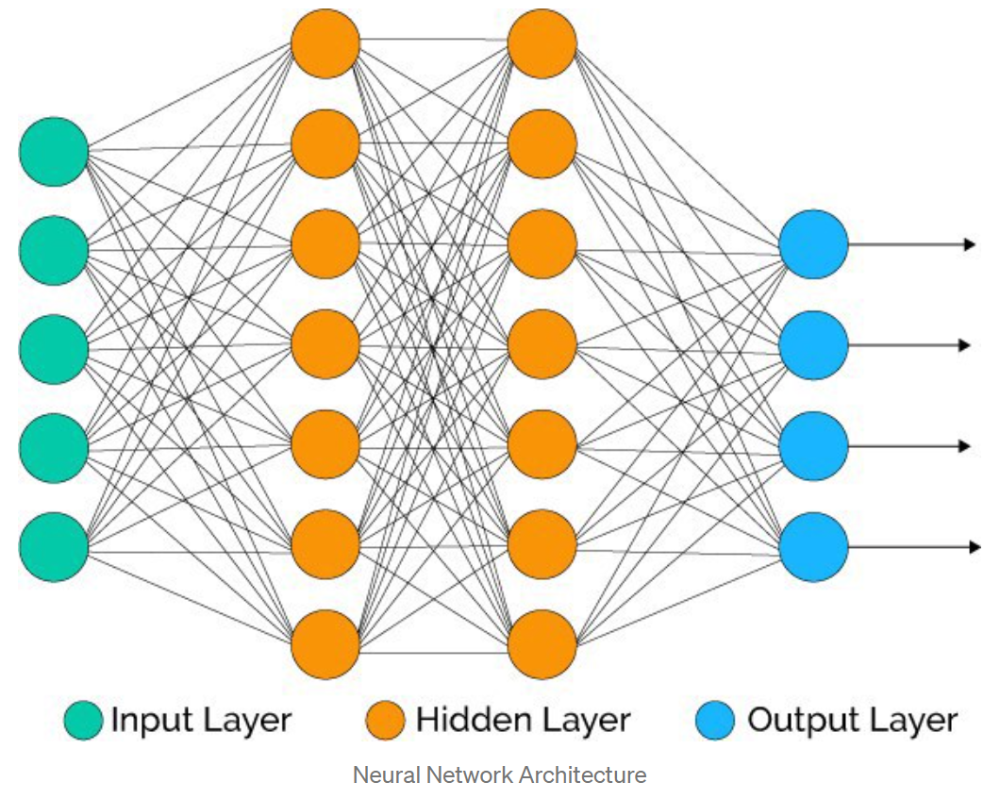 Input Layer Hidden Layer Output Layer
Neural Network Architecture